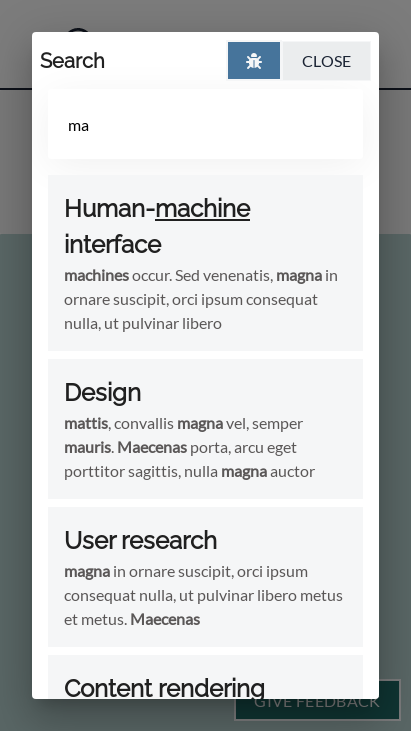 Search
CLOSE
ma
Human-machine
interface
machines occur. Sed venenatis, magna in
ornare suscipit, orci ipsum consequat
nulla, ut pulvinar libero
Design
mattis, convallis magna vel, semper
mauris. Maecenas porta, arcu eget
porttitor sagittis, nulla magna auctor
User research
magna in ornare suscipit, orci ipsum
consequat nulla, ut pulvinar libero metus
et metus. Maecenas
Content rendering
GIVE FEEDBACK